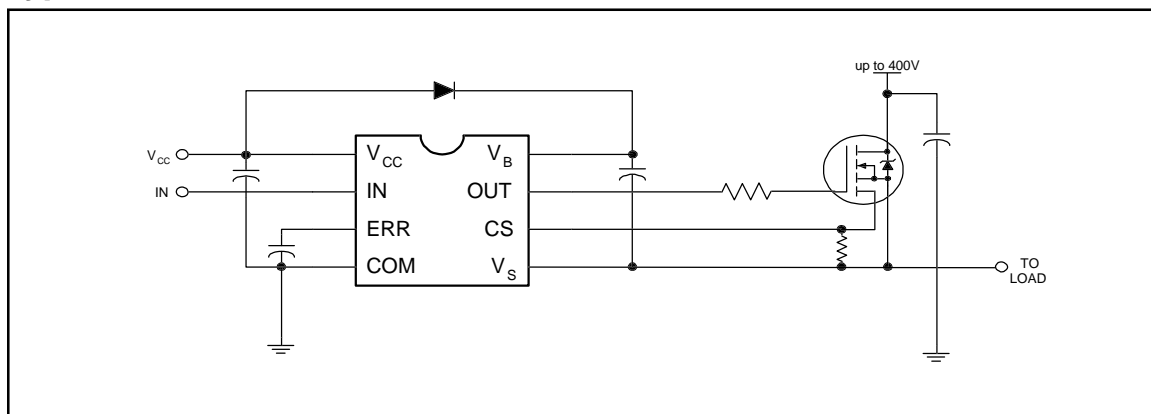 up to 400V
V_CC
IN
V_CC
IN
ERR
COM
V_B
OUT
CS
V_S
TO
LOAD